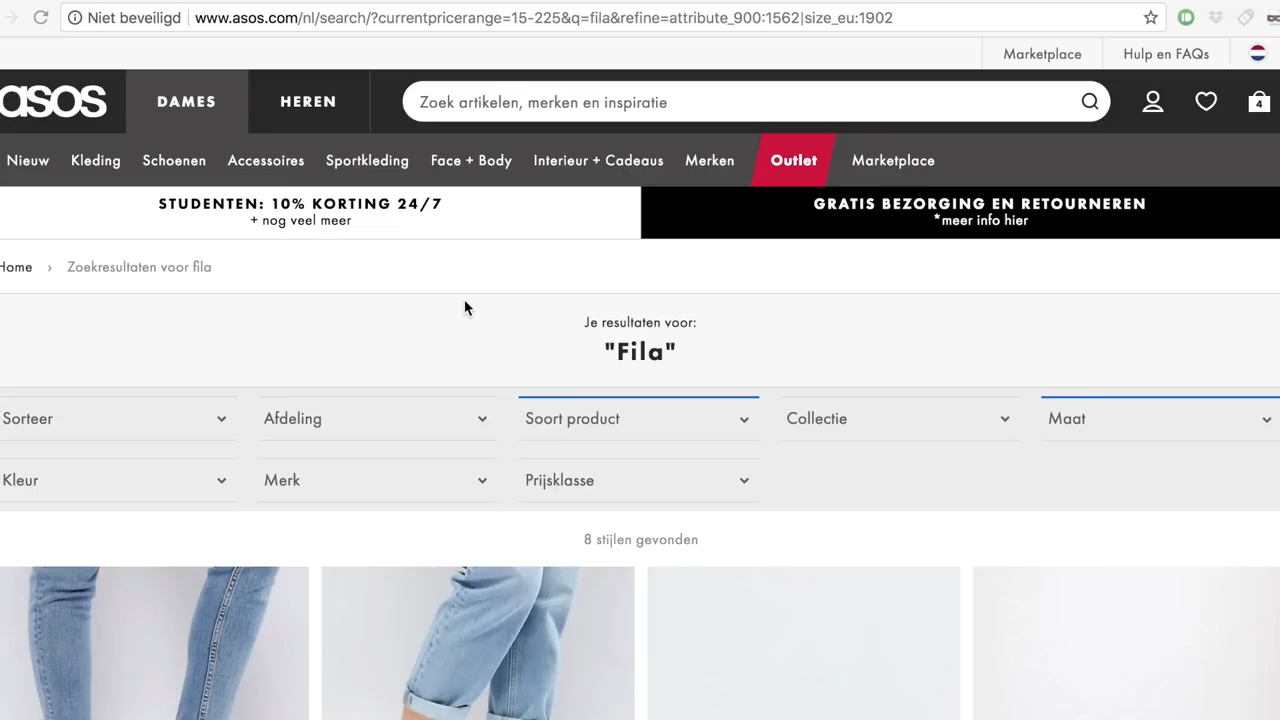 Niet beveiligd www.asos.com/nl/search/?currentpricerange=15-225&q=fila&refine=attribute_900:1562|size_eu:1902
Marketplace Hulp en FAQs
asos DAMES HEREN Zoek artikelen, merken en inspiratie 4
Nieuw Kleding Schoenen Accessoires Sportkleding Face + Body Interieur + Cadeaus Merken Outlet Marketplace
STUDENTEN: 10% KORTING 24/7 GRATIS BEZORGING EN RETOURNEREN
+ nog veel meer *meer info hier
Home › Zoekresultaten voor fila
Je resultaten voor:
"Fila"
Sorteer Afdeling Soort product Collectie Maat
Kleur Merk Prijsklasse
8 stijlen gevonden